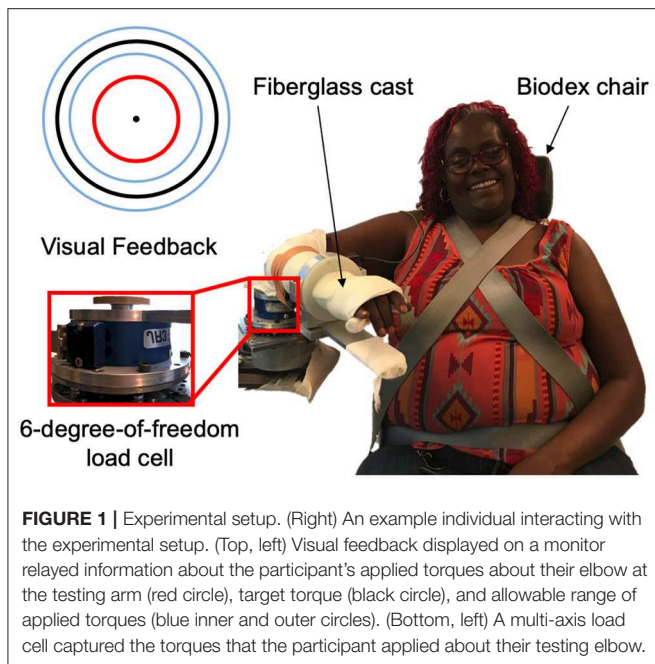 Fiberglass cast
Biodex chair
Visual Feedback
JR3
6-degree-of-freedom
load cell
FIGURE 1 | Experimental setup. (Right) An example individual interacting with
the experimental setup. (Top, left) Visual feedback displayed on a monitor
relayed information about the participant's applied torques about their elbow at
the testing arm (red circle), target torque (black circle), and allowable range of
applied torques (blue inner and outer circles). (Bottom, left) A multi-axis load
cell captured the torques that the participant applied about their testing elbow.